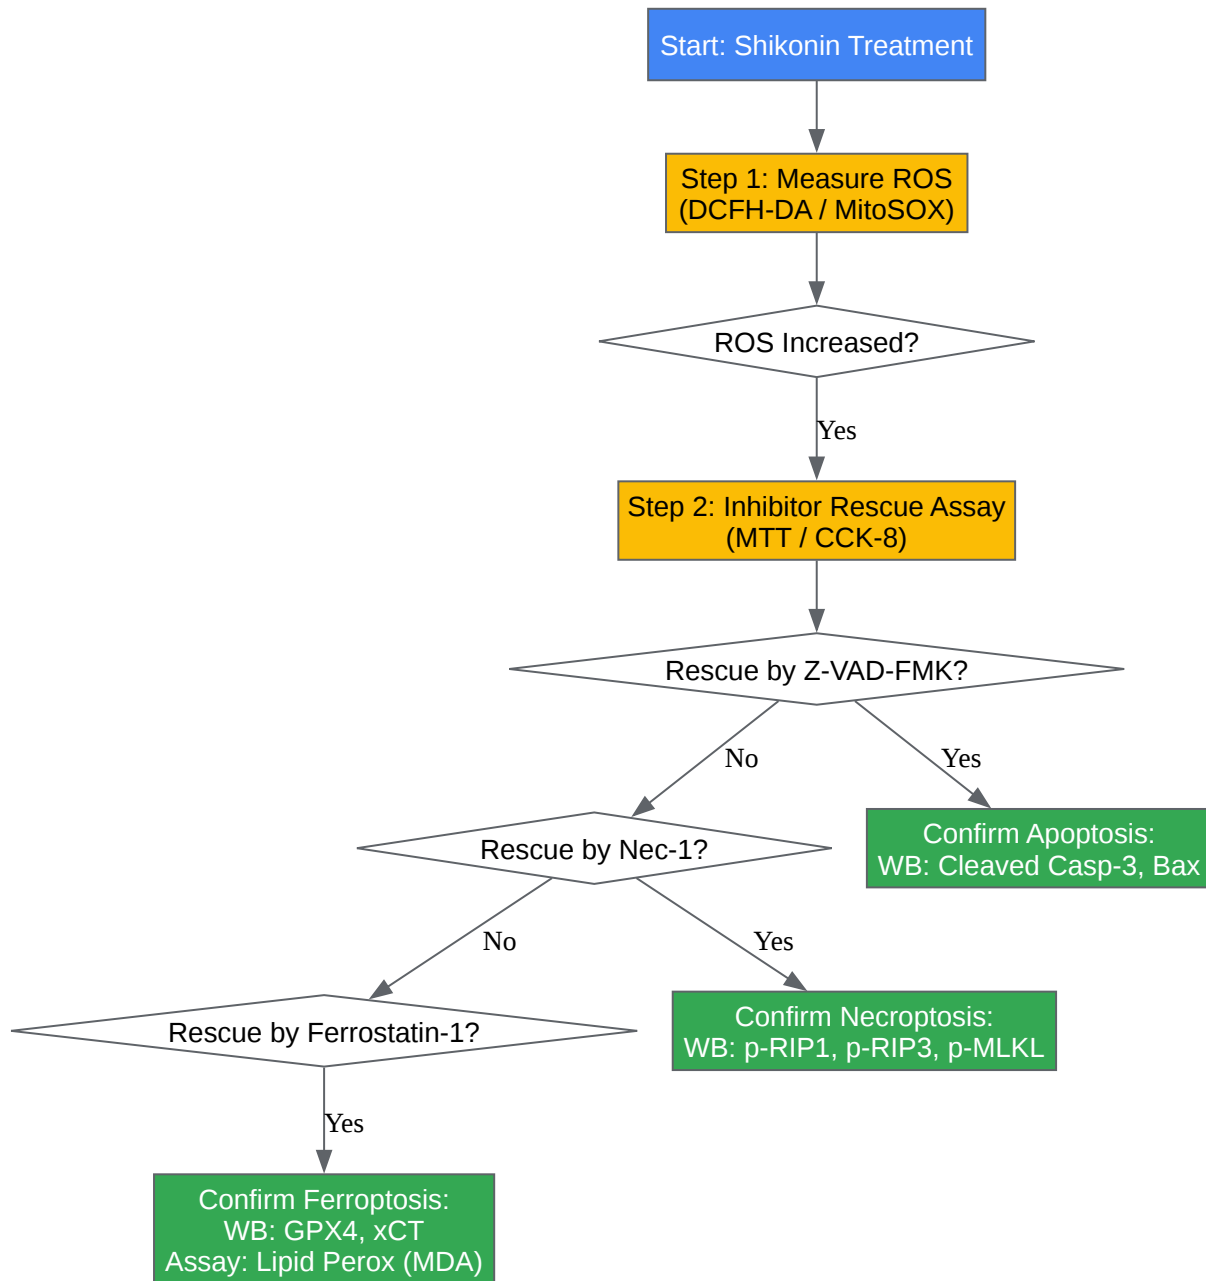 Start: Shikonin Treatment
Step 1: Measure ROS
(DCFH-DA / MitoSOX)
ROS Increased?
Yes
Step 2: Inhibitor Rescue Assay
(MTT / CCK-8)
Rescue by Z-VAD-FMK?
No
Yes
Rescue by Nec-1?
Confirm Apoptosis:
WB: Cleaved Casp-3, Bax
No
Yes
Rescue by Ferrostatin-1?
Confirm Necroptosis:
WB: p-RIP1, p-RIP3, p-MLKL
Yes
Confirm Ferroptosis:
WB: GPX4, xCT
Assay: Lipid Perox (MDA)